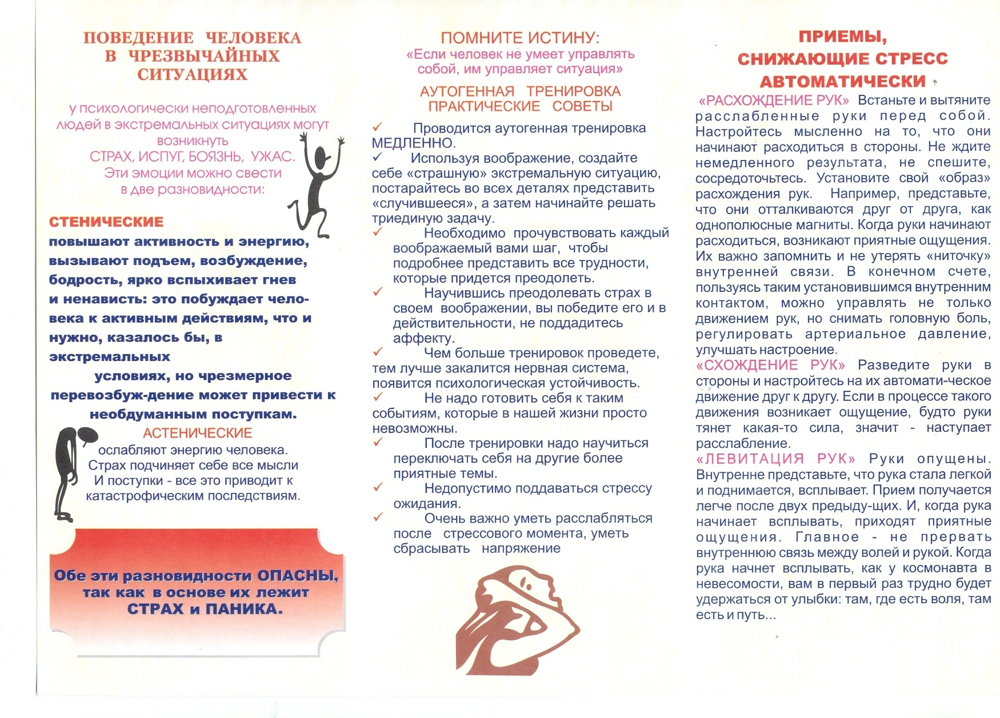 ПОВЕДЕНИЕ ЧЕЛОВЕКА
В ЧРЕЗВЫЧАЙНЫХ
СИТУАЦИЯХ
У ПСИХОЛОГИЧЕСКИ НЕПОДГОТОВЛЕННЫХ
ЛЮДЕЙ В ЭКСТРЕМАЛЬНЫХ СИТУАЦИЯХ МОГУТ
ВОЗНИКНУТЬ
СТРАХ, ИСПУГ, БОЯЗНЬ, УЖАС.
Эти эмоции можно свести
в две разновидности:
СТЕНИЧЕСКИЕ
повышают активность и энергию,
вызывают подъем, возбуждение,
бодрость, ярко вспыхивает гнев
и ненависть: это побуждает чело-
века к активным действиям, что и
нужно, казалось бы, в
экстремальных
условиях, но чрезмерное
перевозбуж-дение может привести к
необдуманным поступкам.
АСТЕНИЧЕСКИЕ
ослабляют энергию человека.
Страх подчиняет себе все мысли
И поступки - все это приводит к
катастрофическим последствиям.
Обе эти разновидности ОПАСНЫ,
так как в основе их лежит
СТРАХ и ПАНИКА.
ПОМНИТЕ ИСТИНУ:
«Если человек не умеет управлять
собой, им управляет ситуация»
АУТОГЕННАЯ ТРЕНИРОВКА
ПРАКТИЧЕСКИЕ СОВЕТЫ
✓ Проводится аутогенная тренировка
МЕДЛЕННО.
✓ Используя воображение, создайте
себе «страшную» экстремальную ситуацию,
постарайтесь во всех деталях представить
«случившееся», а затем начинайте решать
триединую задачу.
✓ Необходимо прочувствовать каждый
воображаемый вами шаг, чтобы
подробнее представить все трудности,
которые придется преодолеть.
✓ Научившись преодолевать страх в
своем воображении, вы победите его и в
действительности, не поддадитесь
аффекту.
✓ Чем больше тренировок проведете,
тем лучше закалится нервная система,
появится психологическая устойчивость.
✓ Не надо готовить себя к таким
событиям, которые в нашей жизни просто
невозможны.
✓ После тренировки надо научиться
переключать себя на другие более
приятные темы.
✓ Недопустимо поддаваться стрессу
ожидания.
✓ Очень важно уметь расслабляться
после стрессового момента, уметь
сбрасывать напряжение
ПРИЕМЫ,
СНИЖАЮЩИЕ СТРЕСС
АВТОМАТИЧЕСКИ
«РАСХОЖДЕНИЕ РУК» Встаньте и вытяните
расслабленные руки перед собой.
Настройтесь мысленно на то, что они
начинают расходиться в стороны. Не ждите
немедленного результата, не спешите,
сосредоточьтесь. Установите свой «образ»
расхождения рук. Например, представьте,
что они отталкиваются друг от друга, как
однополюсные магниты. Когда руки начинают
расходиться, возникают приятные ощущения.
Их важно запомнить и не утерять «ниточку»
внутренней связи. В конечном счете,
пользуясь таким установившимся внутренним
контактом, можно управлять не только
движением рук, но снимать головную боль,
регулировать артериальное давление,
улучшать настроение.
«СХОЖДЕНИЕ РУК» Разведите руки в
стороны и настройтесь на их автомати-ческое
движение друг к другу. Если в процессе такого
движения возникает ощущение, будто руки
тянет какая-то сила, значит - наступает
расслабление.
«ЛЕВИТАЦИЯ РУК» Руки опущены.
Внутренне представьте, что рука стала легкой
и поднимается, всплывает. Прием получается
легче после двух предыду-щих. И, когда рука
начинает всплывать, приходят приятные
ощущения. Главное - не прервать
внутреннюю связь между волей и рукой. Когда
рука начнет всплывать, как у космонавта в
невесомости, вам в первый раз трудно будет
удержаться от улыбки: там, где есть воля, там
есть и путь...